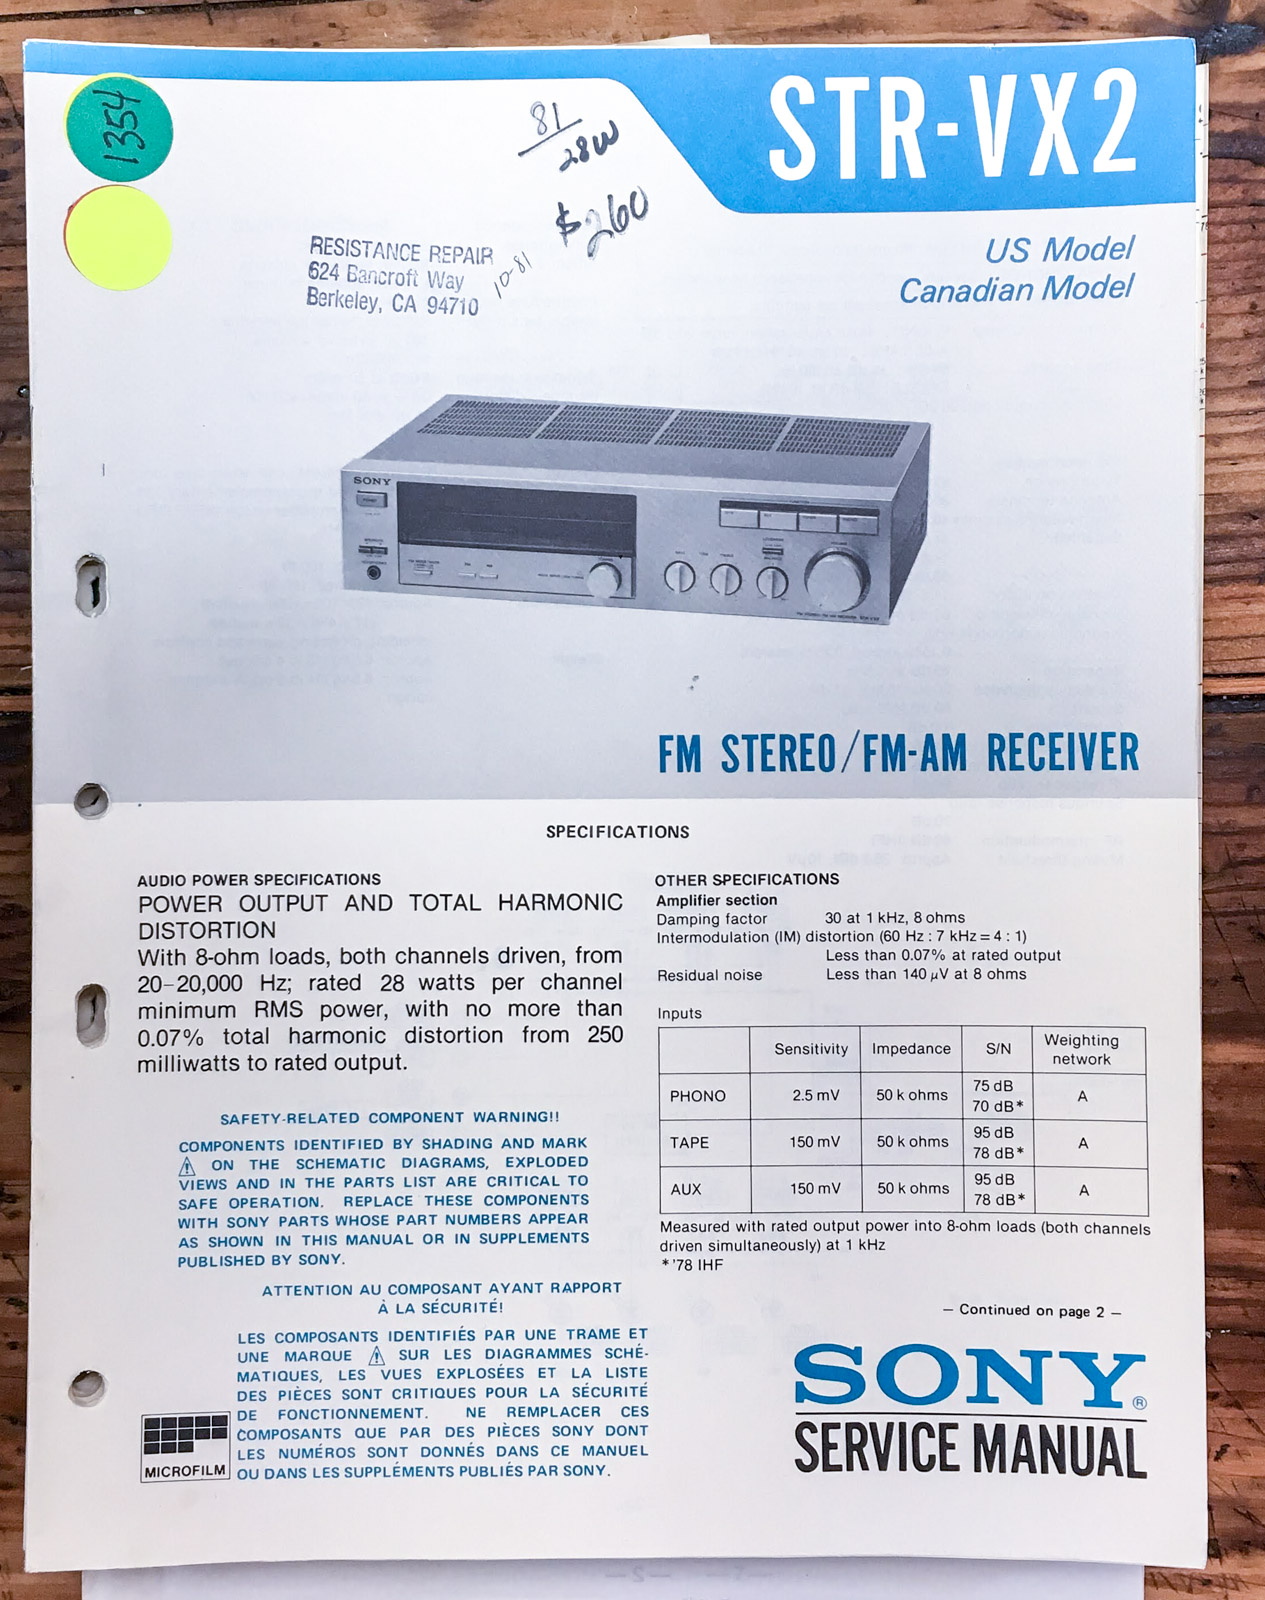 1354
81
28W
$260
STR-VX2
US Model
Canadian Model
RESISTANCE REPAIR
624 Bancroft Way
Berkeley, CA 94710
10-81
SONY
FM STEREO/FM-AM RECEIVER
SPECIFICATIONS
AUDIO POWER SPECIFICATIONS
POWER OUTPUT AND TOTAL HARMONIC
DISTORTION
With 8-ohm loads, both channels driven, from
20-20,000 Hz; rated 28 watts per channel
minimum RMS power, with no more than
0.07% total harmonic distortion from 250
milliwatts to rated output.
SAFETY-RELATED COMPONENT WARNING!!
COMPONENTS IDENTIFIED BY SHADING AND MARK
⚠ ON THE SCHEMATIC DIAGRAMS, EXPLODED
VIEWS AND IN THE PARTS LIST ARE CRITICAL TO
SAFE OPERATION. REPLACE THESE COMPONENTS
WITH SONY PARTS WHOSE PART NUMBERS APPEAR
AS SHOWN IN THIS MANUAL OR IN SUPPLEMENTS
PUBLISHED BY SONY.
ATTENTION AU COMPOSANT AYANT RAPPORT
À LA SÉCURITÉ!
LES COMPOSANTS IDENTIFIÉS PAR UNE TRAME ET
UNE MARQUE ⚠ SUR LES DIAGRAMMES SCHÉ-
MATIQUES, LES VUES EXPLOSÉES ET LA LISTE
DES PIÈCES SONT CRITIQUES POUR LA SÉCURITÉ
DE FONCTIONNEMENT. NE REMPLACER CES
COMPOSANTS QUE PAR DES PIÈCES SONY DONT
LES NUMÉROS SONT DONNÉS DANS CE MANUEL
OU DANS LES SUPPLÉMENTS PUBLIÉS PAR SONY.
MICROFILM
OTHER SPECIFICATIONS
Amplifier section
Damping factor 30 at 1 kHz, 8 ohms
Intermodulation (IM) distortion (60 Hz : 7 kHz = 4 : 1)
Less than 0.07% at rated output
Residual noise Less than 140 μV at 8 ohms
Inputs
Sensitivity Impedance S/N Weighting network
PHONO 2.5 mV 50 k ohms 75 dB 70 dB* A
TAPE 150 mV 50 k ohms 95 dB 78 dB* A
AUX 150 mV 50 k ohms 95 dB 78 dB* A
Measured with rated output power into 8-ohm loads (both channels
driven simultaneously) at 1 kHz
*'78 IHF
— Continued on page 2 —
SONY®
SERVICE MANUAL